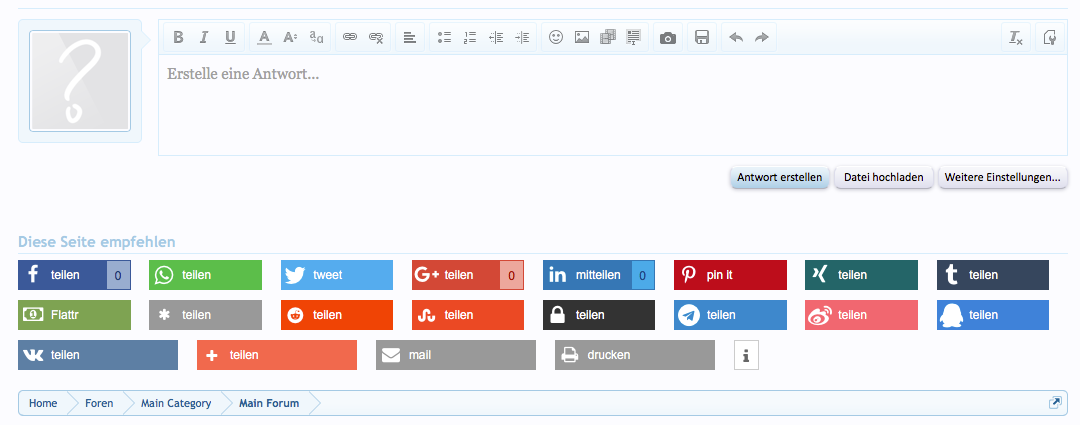 Erstelle eine Antwort...
Antwort erstellen Datei hochladen Weitere Einstellungen...
Diese Seite empfehlen
teilen 0 teilen tweet teilen 0 mitteilen 0 pin it teilen teilen
Flattr teilen teilen teilen teilen teilen teilen teilen
teilen teilen mail drucken
Home Foren Main Category Main Forum